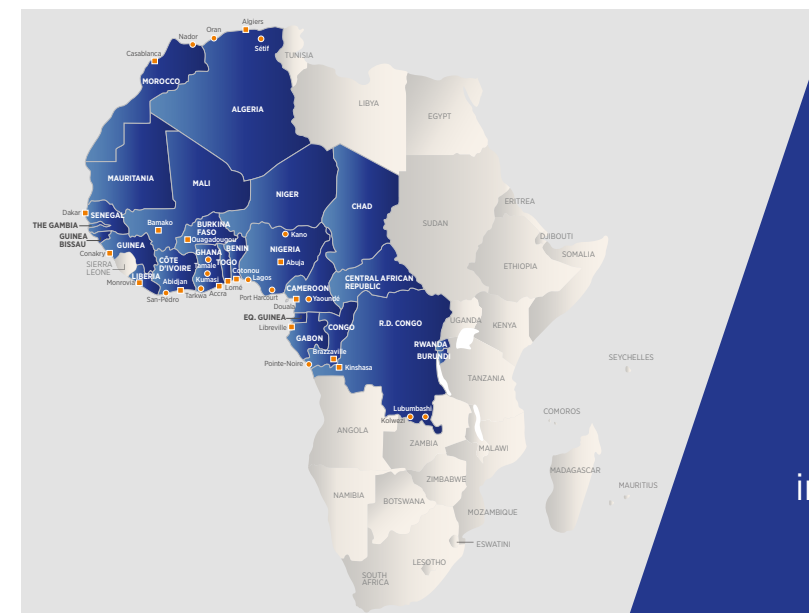 Algiers
Oran
Nador
Sétif
Casablanca
TUNISIA
MOROCCO
ALGERIA
LIBYA
EGYPT
MAURITANIA
MALI
NIGER
CHAD
SUDAN
ERITREA
Dakar
SENEGAL
THE GAMBIA
Bamako
BURKINA
FASO
Ouagadougou
Kano
DJIBOUTI
GUINEA
BISSAU
GUINEA
BENIN
NIGERIA
SOMALIA
Conakry
GHANA
Tamale
TOGO
Abuja
ETHIOPIA
SIERRA
LEONE
CÔTE
D'IVOIRE
LIBERIA
Monrovia
Abidjan
Kumasi
Cotonou
Lagos
Lomé
CENTRAL AFRICAN
REPUBLIC
San-Pédro
Tarkwa
Accra
Port Harcourt
CAMEROON
Yaoundé
Douala
EQ. GUINEA
Libreville
CONGO
R.D. CONGO
UGANDA
KENYA
GABON
RWANDA
BURUNDI
Brazzaville
Kinshasa
Pointe-Noire
SEYCHELLES
TANZANIA
Lubumbashi
Kolwezi
COMOROS
ANGOLA
ZAMBIA
MALAWI
MADAGASCAR
ZIMBABWE
MAURITIUS
NAMIBIA
BOTSWANA
MOZAMBIQUE
ESWATINI
LESOTHO
SOUTH
AFRICA